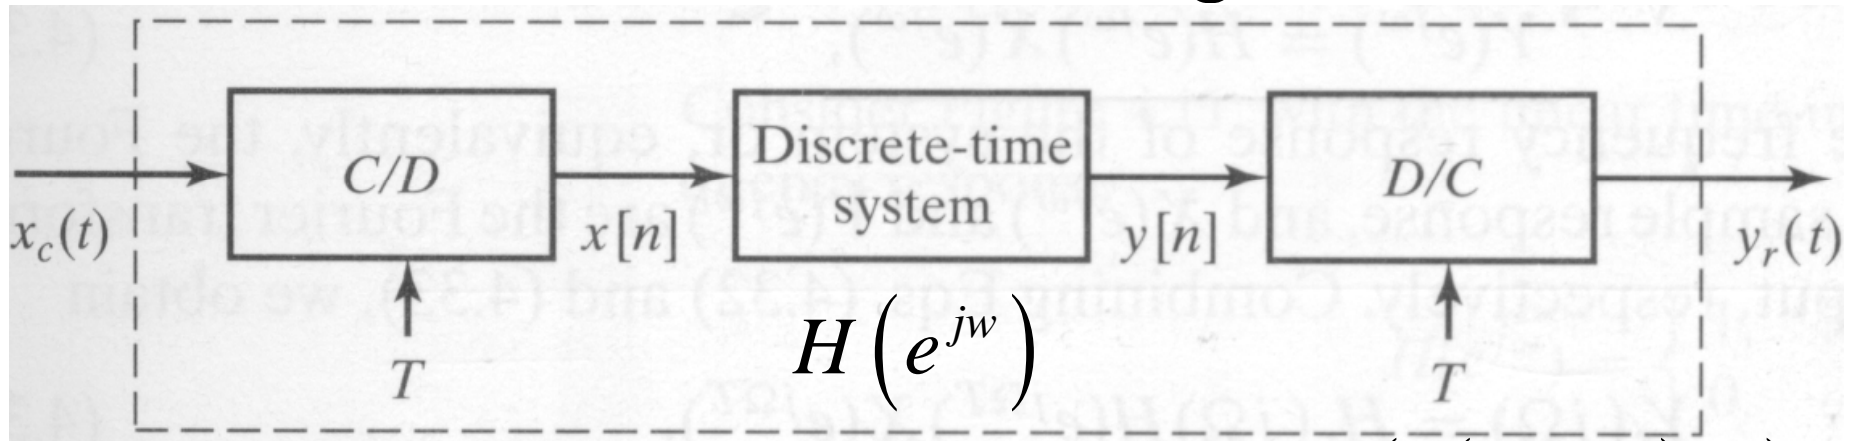 C/D
Discrete-time
system
D/C
x_c(t)
x[n]
y[n]
y_r(t)
T
H(e^{jw})
T